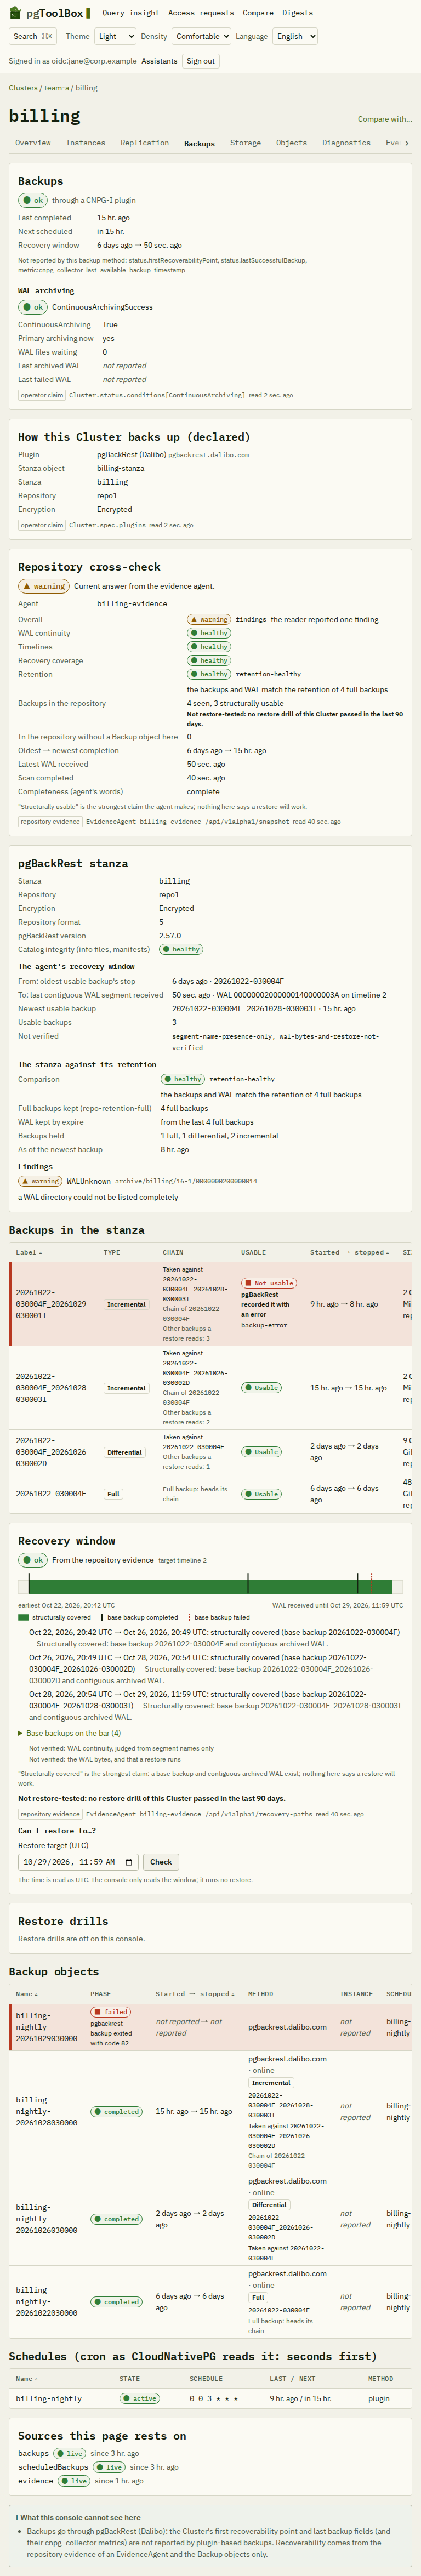 pgToolBox
Query insight Access requests Compare Digests
Search ⌘K Theme Light Density Comfortable Language English
Signed in as oidc:jane@corp.example Assistants Sign out
Clusters / team-a / billing
billing
Compare with...
Overview Instances Replication Backups Storage Objects Diagnostics Eve
Backups
ok through a CNPG-I plugin
Last completed 15 hr. ago
Next scheduled in 15 hr.
Recovery window 6 days ago → 50 sec. ago
Not reported by this backup method: status.firstRecoverabilityPoint, status.lastSuccessfulBackup,
metric:cnpg_collector_last_available_backup_timestamp
WAL archiving
ok ContinuousArchivingSuccess
ContinuousArchiving True
Primary archiving now yes
WAL files waiting 0
Last archived WAL not reported
Last failed WAL not reported
operator claim Cluster.status.conditions[ContinuousArchiving] read 2 sec. ago
How this Cluster backs up (declared)
Plugin pgBackRest (Dalibo) pgbackrest.dalibo.com
Stanza object billing-stanza
Stanza billing
Repository repo1
Encryption Encrypted
operator claim Cluster.spec.plugins read 2 sec. ago
Repository cross-check
warning Current answer from the evidence agent.
Agent billing-evidence
Overall warning findings the reader reported one finding
WAL continuity healthy
Timelines healthy
Recovery coverage healthy
Retention healthy retention-healthy
the backups and WAL match the retention of 4 full backups
Backups in the repository 4 seen, 3 structurally usable
Not restore-tested: no restore drill of this Cluster passed in the last 90
days.
In the repository without a Backup object here 0
Oldest → newest completion 6 days ago → 15 hr. ago
Latest WAL received 50 sec. ago
Scan completed 40 sec. ago
Completeness (agent's words) complete
"Structurally usable" is the strongest claim the agent makes; nothing here says a restore will work.
repository evidence EvidenceAgent billing-evidence /api/v1alpha1/snapshot read 40 sec. ago
pgBackRest stanza
Stanza billing
Repository repo1
Encryption Encrypted
Repository format 5
pgBackRest version 2.57.0
Catalog integrity (info files, manifests) healthy
The agent's recovery window
From: oldest usable backup's stop 6 days ago · 20261022-030004F
To: last contiguous WAL segment received 50 sec. ago · WAL 00000002000000140000003A on timeline 2
Newest usable backup 20261022-030004F_20261028-030003I · 15 hr. ago
Usable backups 3
Not verified segment-name-presence-only, wal-bytes-and-restore-not-
verified
The stanza against its retention
Comparison healthy retention-healthy
the backups and WAL match the retention of 4 full backups
Full backups kept (repo-retention-full) 4 full backups
WAL kept by expire from the last 4 full backups
Backups held 1 full, 1 differential, 2 incremental
As of the newest backup 8 hr. ago
Findings
warning WALUnknown archive/billing/16-1/0000000200000014
a WAL directory could not be listed completely
Backups in the stanza
Label TYPE CHAIN USABLE Started → stopped SI
20261022-
030004F_20261029-
030001I
Incremental
Taken against
20261022-
030004F_20261028-
030003I
Chain of 20261022-
030004F
Other backups a
restore reads: 3
Not usable
pgBackRest
recorded it with
an error
backup-error
9 hr. ago → 8 hr. ago
20261022-
030004F_20261028-
030003I
Incremental
Taken against
20261022-
030004F_20261026-
030002D
Chain of 20261022-
030004F
Other backups a
restore reads: 2
Usable
15 hr. ago → 15 hr. ago
20261022-
030004F_20261026-
030002D
Differential
Taken against
20261022-030004F
Other backups a
restore reads: 1
Usable
2 days ago → 2 days
ago
20261022-030004F
Full
Full backup: heads its
chain
Usable
6 days ago → 6 days
ago
Recovery window
ok From the repository evidence target timeline 2
earliest Oct 22, 2026, 20:42 UTC WAL received until Oct 29, 2026, 11:59 UTC
structurally covered base backup completed base backup failed
Oct 22, 2026, 20:42 UTC → Oct 26, 2026, 20:49 UTC: structurally covered (base backup 20261022-030004F)
— Structurally covered: base backup 20261022-030004F and contiguous archived WAL.
Oct 26, 2026, 20:49 UTC → Oct 28, 2026, 20:54 UTC: structurally covered (base backup 20261022-
030004F_20261026-030002D) — Structurally covered: base backup 20261022-030004F_20261026-
030002D and contiguous archived WAL.
Oct 28, 2026, 20:54 UTC → Oct 29, 2026, 11:59 UTC: structurally covered (base backup 20261022-
030004F_20261028-030003I) — Structurally covered: base backup 20261022-030004F_20261028-030003I
and contiguous archived WAL.
Base backups on the bar (4)
Not verified: WAL continuity, judged from segment names only
Not verified: the WAL bytes, and that a restore runs
"Structurally covered" is the strongest claim: a base backup and contiguous archived WAL exist; nothing here says a restore will
work.
Not restore-tested: no restore drill of this Cluster passed in the last 90 days.
repository evidence EvidenceAgent billing-evidence /api/v1alpha1/recovery-paths read 40 sec. ago
Can I restore to…?
Restore target (UTC)
10/29/2026, 11:59 AM Check
The time is read as UTC. The console only reads the window; it runs no restore.
Restore drills
Restore drills are off on this console.
Backup objects
Name PHASE Started → stopped METHOD INSTANCE SCHEDU
billing-
nightly-
20261029030000
failed
pgbackrest
backup exited
with code 82
not reported → not
reported
pgbackrest.dalibo.com
not
reported
billing-
nightly
billing-
nightly-
20261028030000
completed
15 hr. ago → 15 hr. ago
pgbackrest.dalibo.com
· online
Incremental
20261022-
030004F_20261028-
030003I
Taken against 20261022-
030004F_20261026-
030002D
Chain of 20261022-
030004F
not
reported
billing-
nightly
billing-
nightly-
20261026030000
completed
2 days ago → 2 days
ago
pgbackrest.dalibo.com
· online
Differential
20261022-
030004F_20261026-
030002D
Taken against 20261022-
030004F
not
reported
billing-
nightly
billing-
nightly-
20261022030000
completed
6 days ago → 6 days
ago
pgbackrest.dalibo.com
· online
Full
20261022-030004F
Full backup: heads its
chain
not
reported
billing-
nightly
Schedules (cron as CloudNativePG reads it: seconds first)
Name STATE SCHEDULE LAST / NEXT METHOD
billing-nightly active 0 0 3 * * * 9 hr. ago / in 15 hr. plugin
Sources this page rests on
backups live since 3 hr. ago
scheduledBackups live since 3 hr. ago
evidence live since 1 hr. ago
i What this console cannot see here
• Backups go through pgBackRest (Dalibo): the Cluster's first recoverability point and last backup fields (and
their cnpg_collector metrics) are not reported by plugin-based backups. Recoverability comes from the
repository evidence of an EvidenceAgent and the Backup objects only.